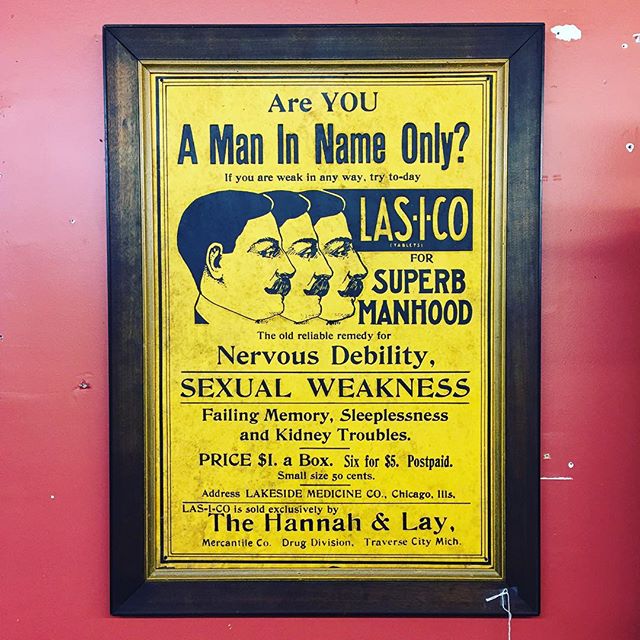 Are YOU
A Man In Name Only?
If you are weak in any way, try to-day
LAS-I-CO
(TABLETS)
FOR
SUPERB
MANHOOD
The old reliable remedy for
Nervous Debility,
SEXUAL WEAKNESS
Failing Memory, Sleeplessness
and Kidney Troubles.
PRICE $1. a Box. Six for $5. Postpaid.
Small size 50 cents.
Address LAKESIDE MEDICINE CO., Chicago, Ills,
LAS-I-CO is sold exclusively by
The Hannah & Lay,
Mercantile Co. Drug Division. Traverse City Mich.